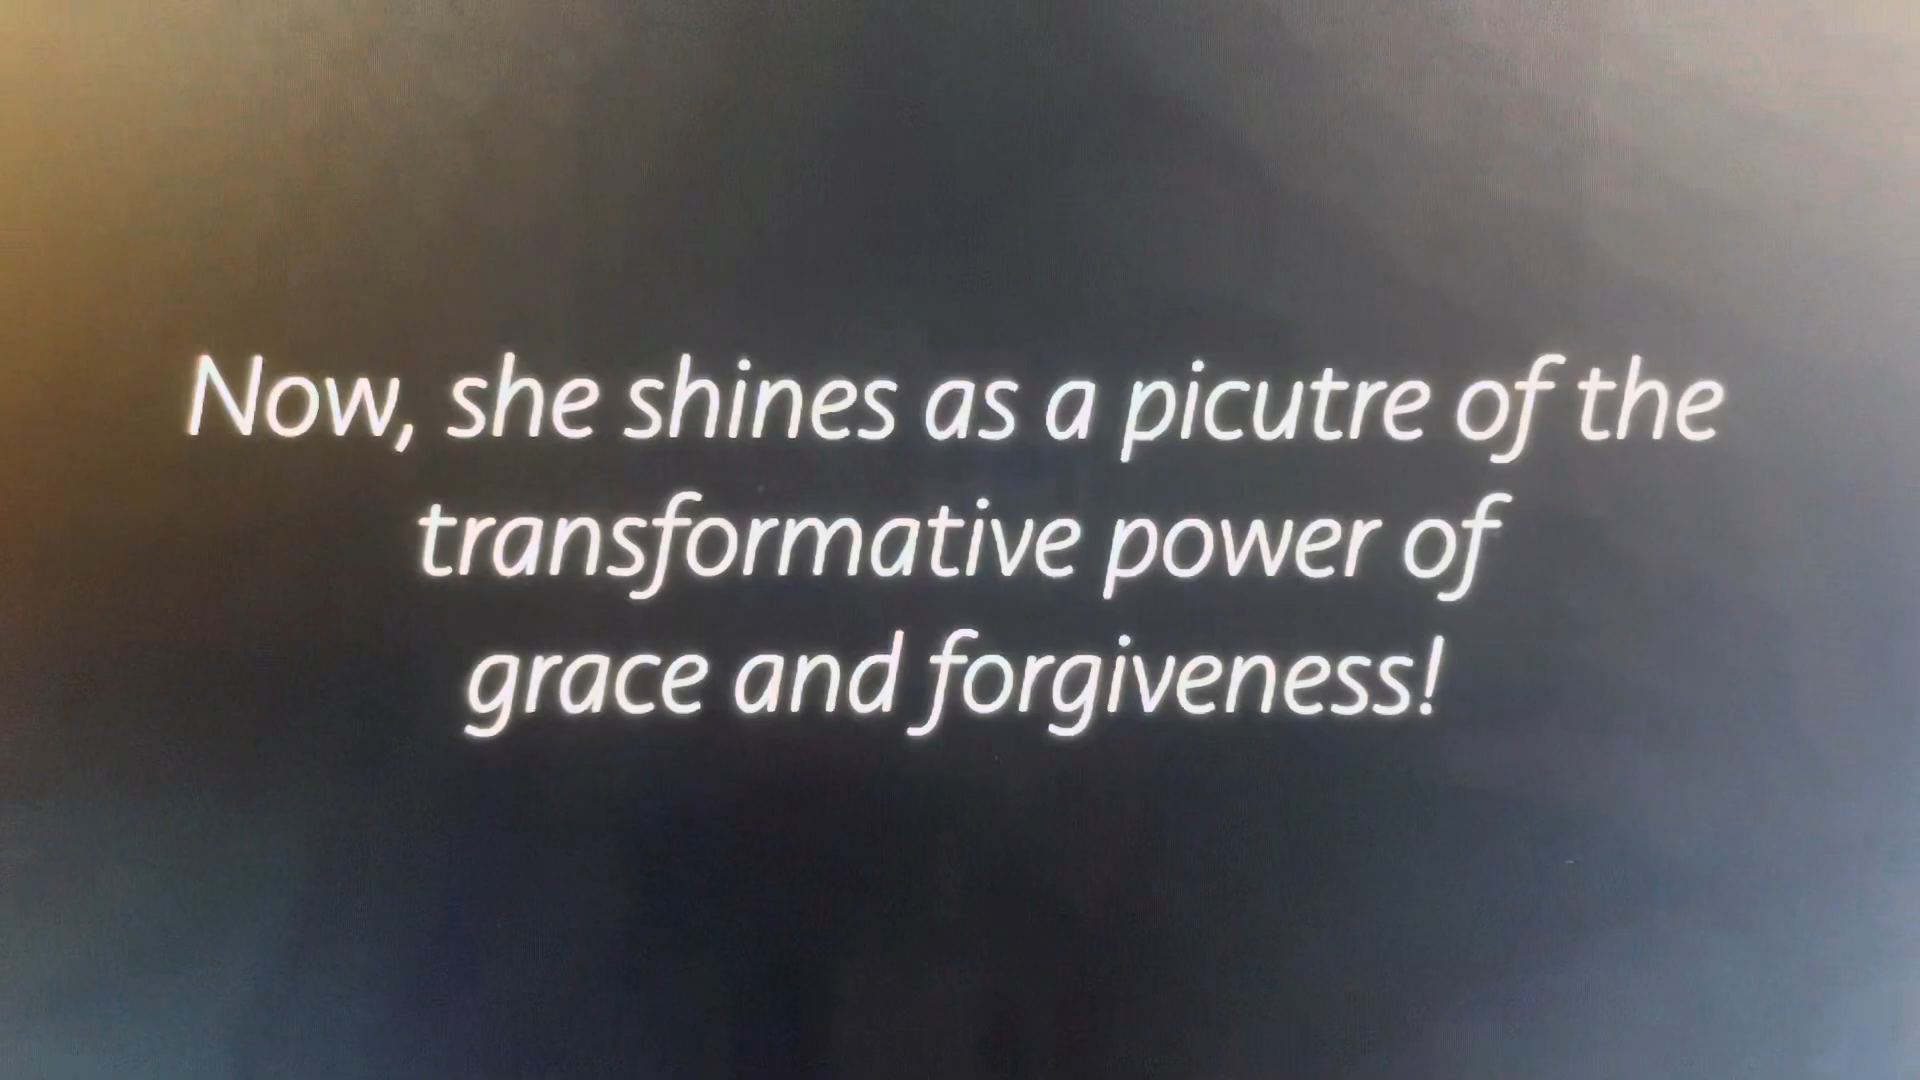 Now, she shines as a picutre of the
transformative power of
grace and forgiveness!